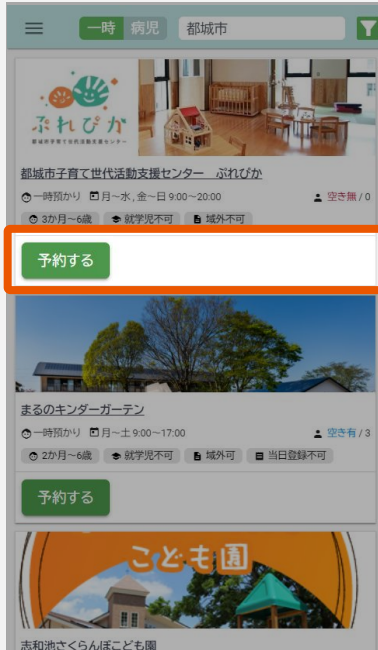 一時 病児 都城市
ぷれぴか
都城市子育て世代活動支援センター
都城市子育て世代活動支援センター ぷれぴか
一時預かり 月～水,金～日 9:00～20:00 空き無 / 0
3か月～6歳 就学児不可 域外不可
予約する
まるのキンダーガーテン
一時預かり 月～土 9:00～17:00 空き有 / 3
2か月～6歳 就学児不可 域外可 当日登録不可
予約する
こども園
志和池さくらんぼこども園